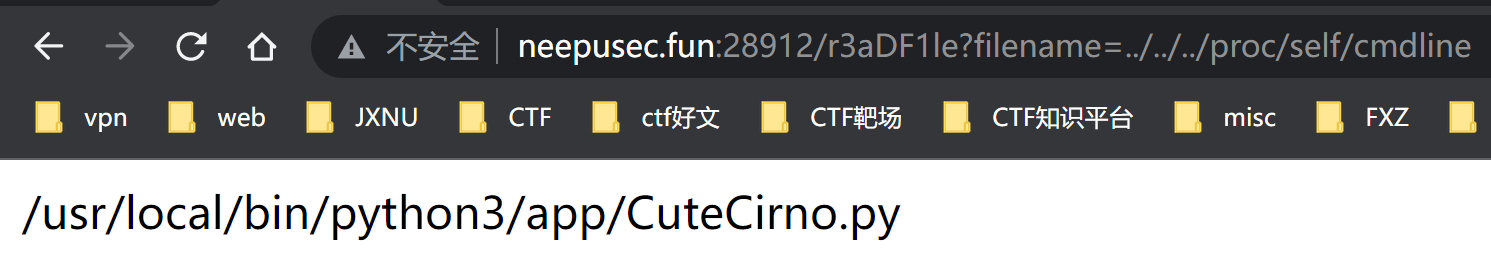 不安全 neepusec.fun:28912/r3aDF1le?filename=../../../proc/self/cmdline
vpn web JXNU CTF ctf好文 CTF靶场 CTF知识平台 misc FXZ
/usr/local/bin/python3/app/CuteCirno.py